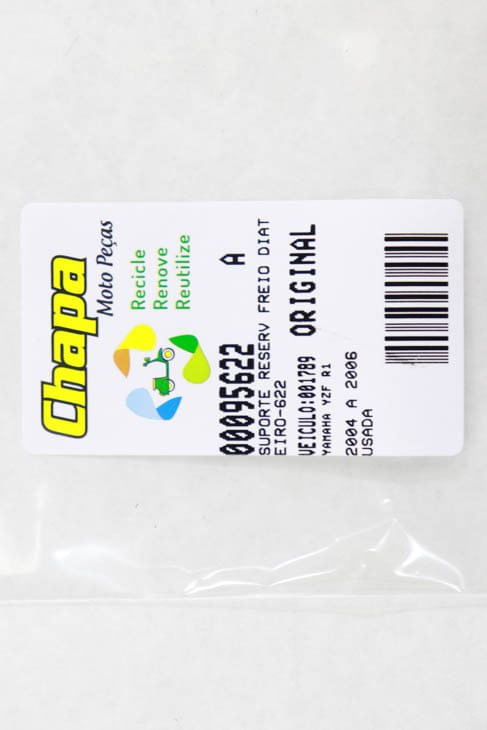 Chapa
Moto Peças
Recicle
Renove
Reutilize
00095622 A
SUPORTE RESERV FREIO DIAT
EIRO-622
VEICULO:001789 ORIGINAL
YAMAHA YZF R1
2004 A 2006
USADA